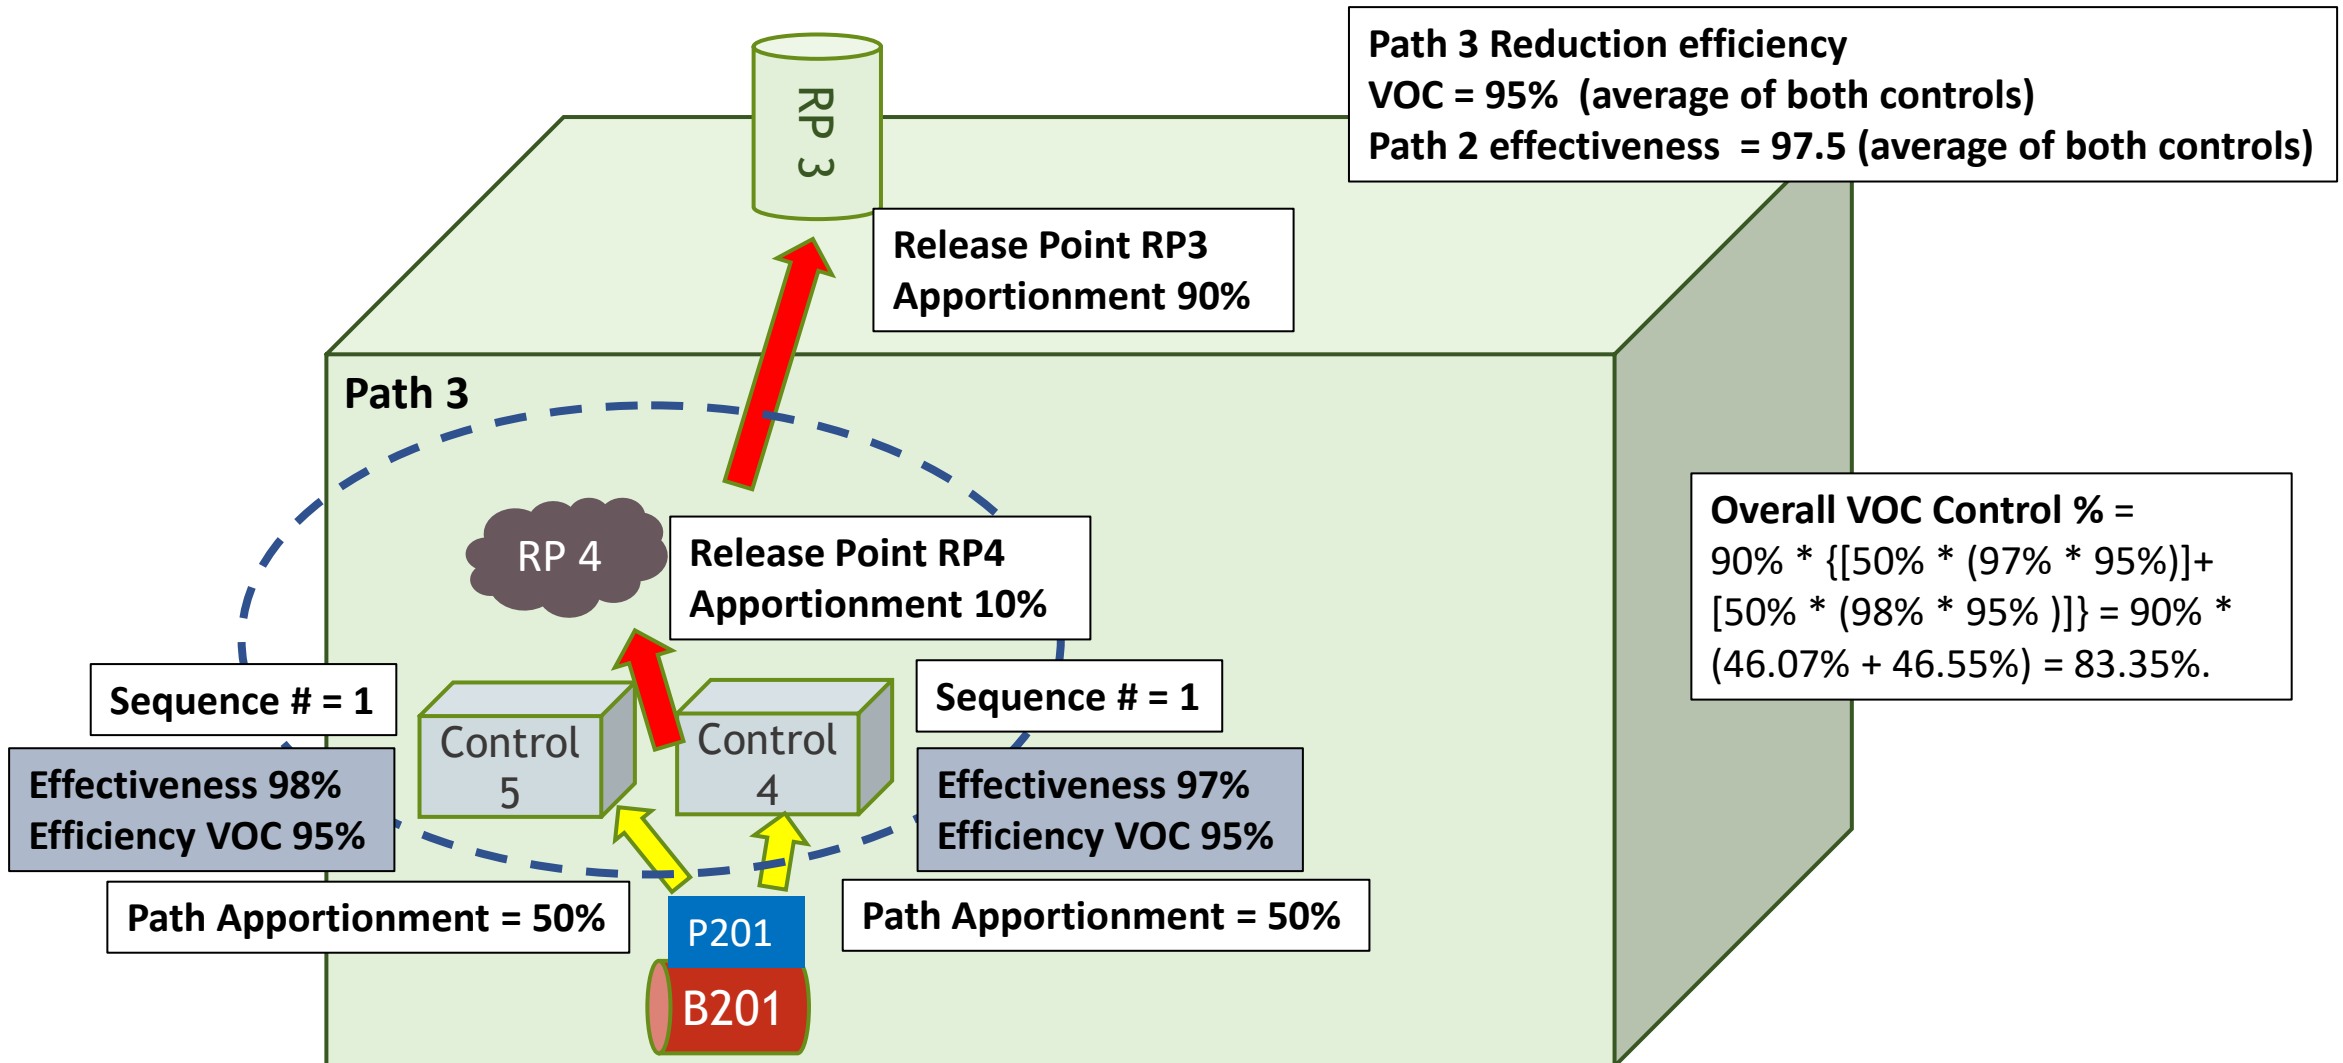 Path 3 Reduction efficiency
VOC = 95%  (average of both controls)
Path 2 effectiveness  = 97.5 (average of both controls)
RP 3
Release Point RP3
Apportionment 90%
Path 3
RP 4
Release Point RP4
Apportionment 10%
Overall VOC Control % =
90% * {[50% * (97% * 95%)]+
[50% * (98% * 95% )]} = 90% *
(46.07% + 46.55%) = 83.35%.
Sequence # = 1
Sequence # = 1
Control
5
Control
4
Effectiveness 98%
Efficiency VOC 95%
Effectiveness 97%
Efficiency VOC 95%
Path Apportionment = 50%
Path Apportionment = 50%
P201
B201